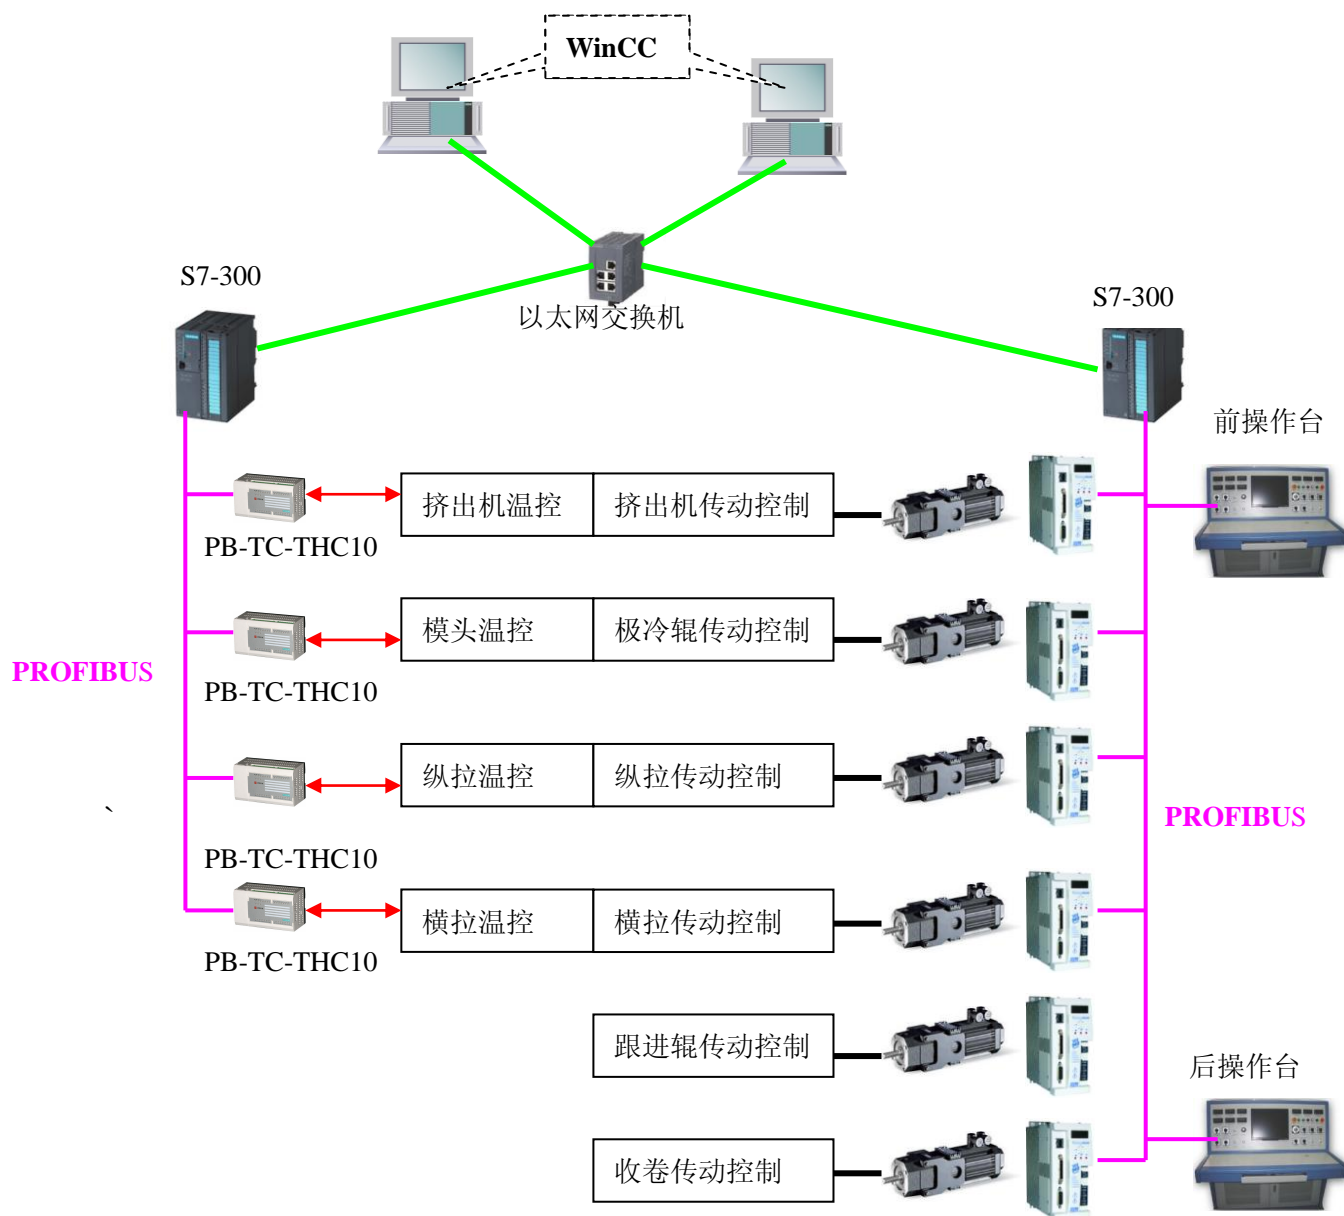 WinCC
S7-300
以太网交换机
S7-300
前操作台
挤出机温控
挤出机传动控制
PB-TC-THC10
模头温控
极冷辊传动控制
PROFIBUS
PB-TC-THC10
纵拉温控
纵拉传动控制
`
PROFIBUS
PB-TC-THC10
横拉温控
横拉传动控制
PB-TC-THC10
跟进辊传动控制
后操作台
收卷传动控制